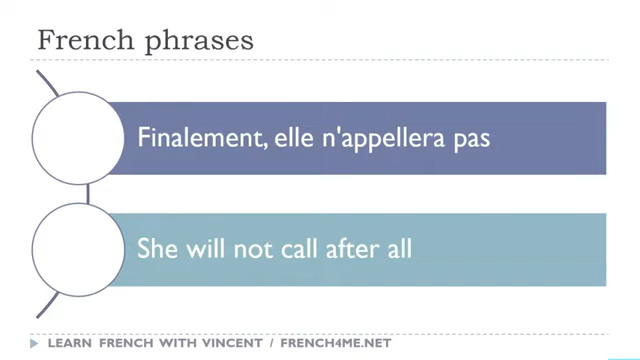 French phrases
Finalement, elle n'appellera pas
She will not call after all
LEARN FRENCH WITH VINCENT / FRENCH4ME.NET